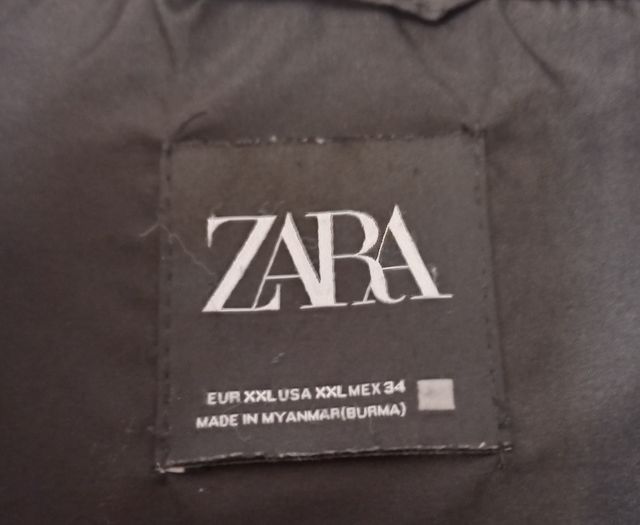 ZARA
EUR XXL USA XXL MEX 34
MADE IN MYANMAR(BURMA)